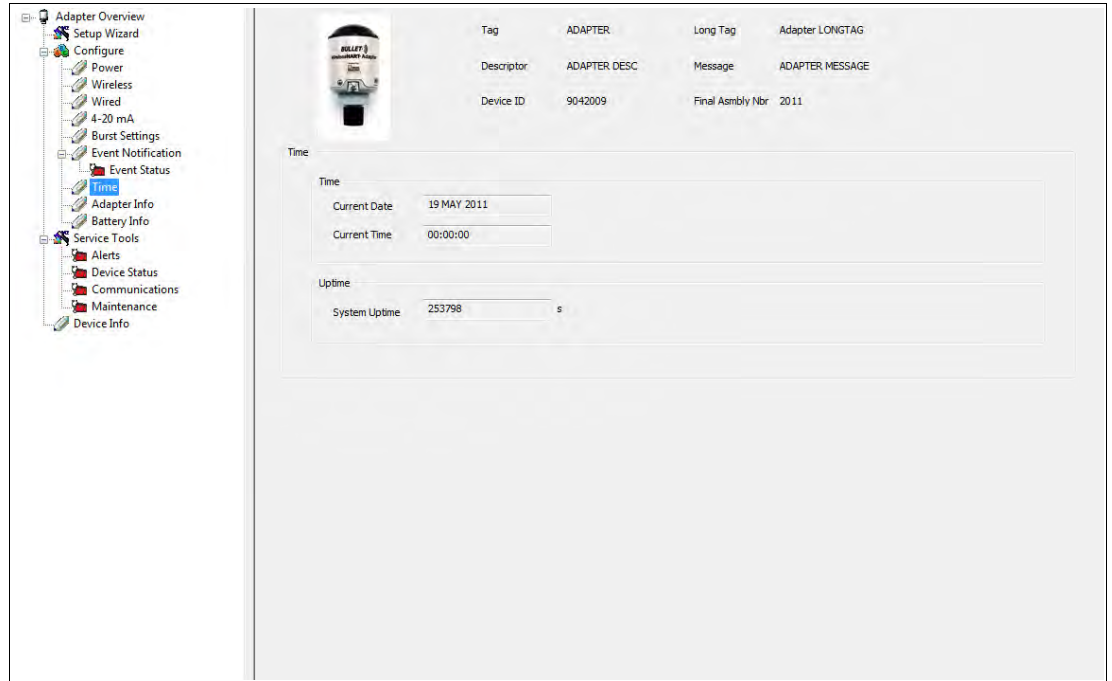 Adapter Overview
Setup Wizard
Configure
Power
Wireless
Wired
4-20 mA
Burst Settings
Event Notification
Event Status
Time
Adapter Info
Battery Info
Service Tools
Alerts
Device Status
Communications
Maintenance
Device Info
BULLET
WirelessHART Adapter
Tag ADAPTER Long Tag Adapter LONGTAG
Descriptor ADAPTER DESC Message ADAPTER MESSAGE
Device ID 9042009 Final Asmbly Nbr 2011
Time
Time
Current Date 19 MAY 2011
Current Time 00:00:00
Uptime
System Uptime 253798 s